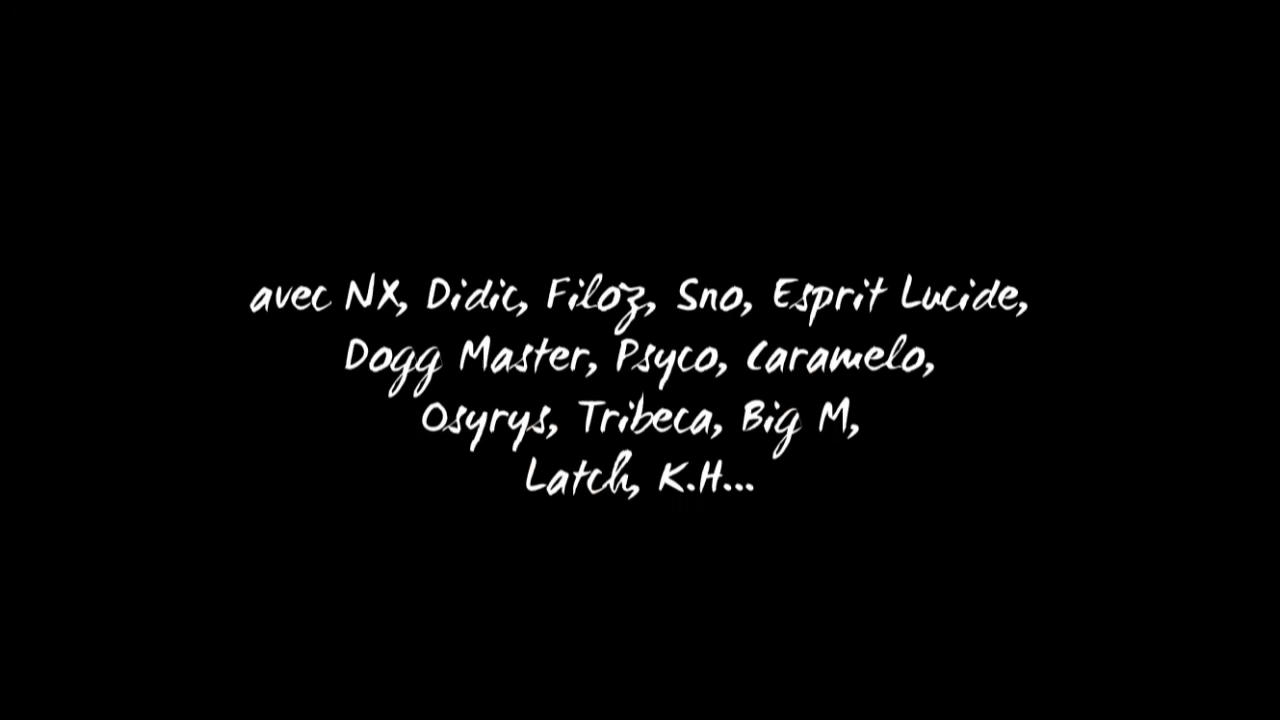 avec NX, Didic, Filoz, Sno, Esprit Lucide,
Dogg Master, Psyco, Caramelo,
Osyrys, Tribeca, Big M,
Latch, K.H...